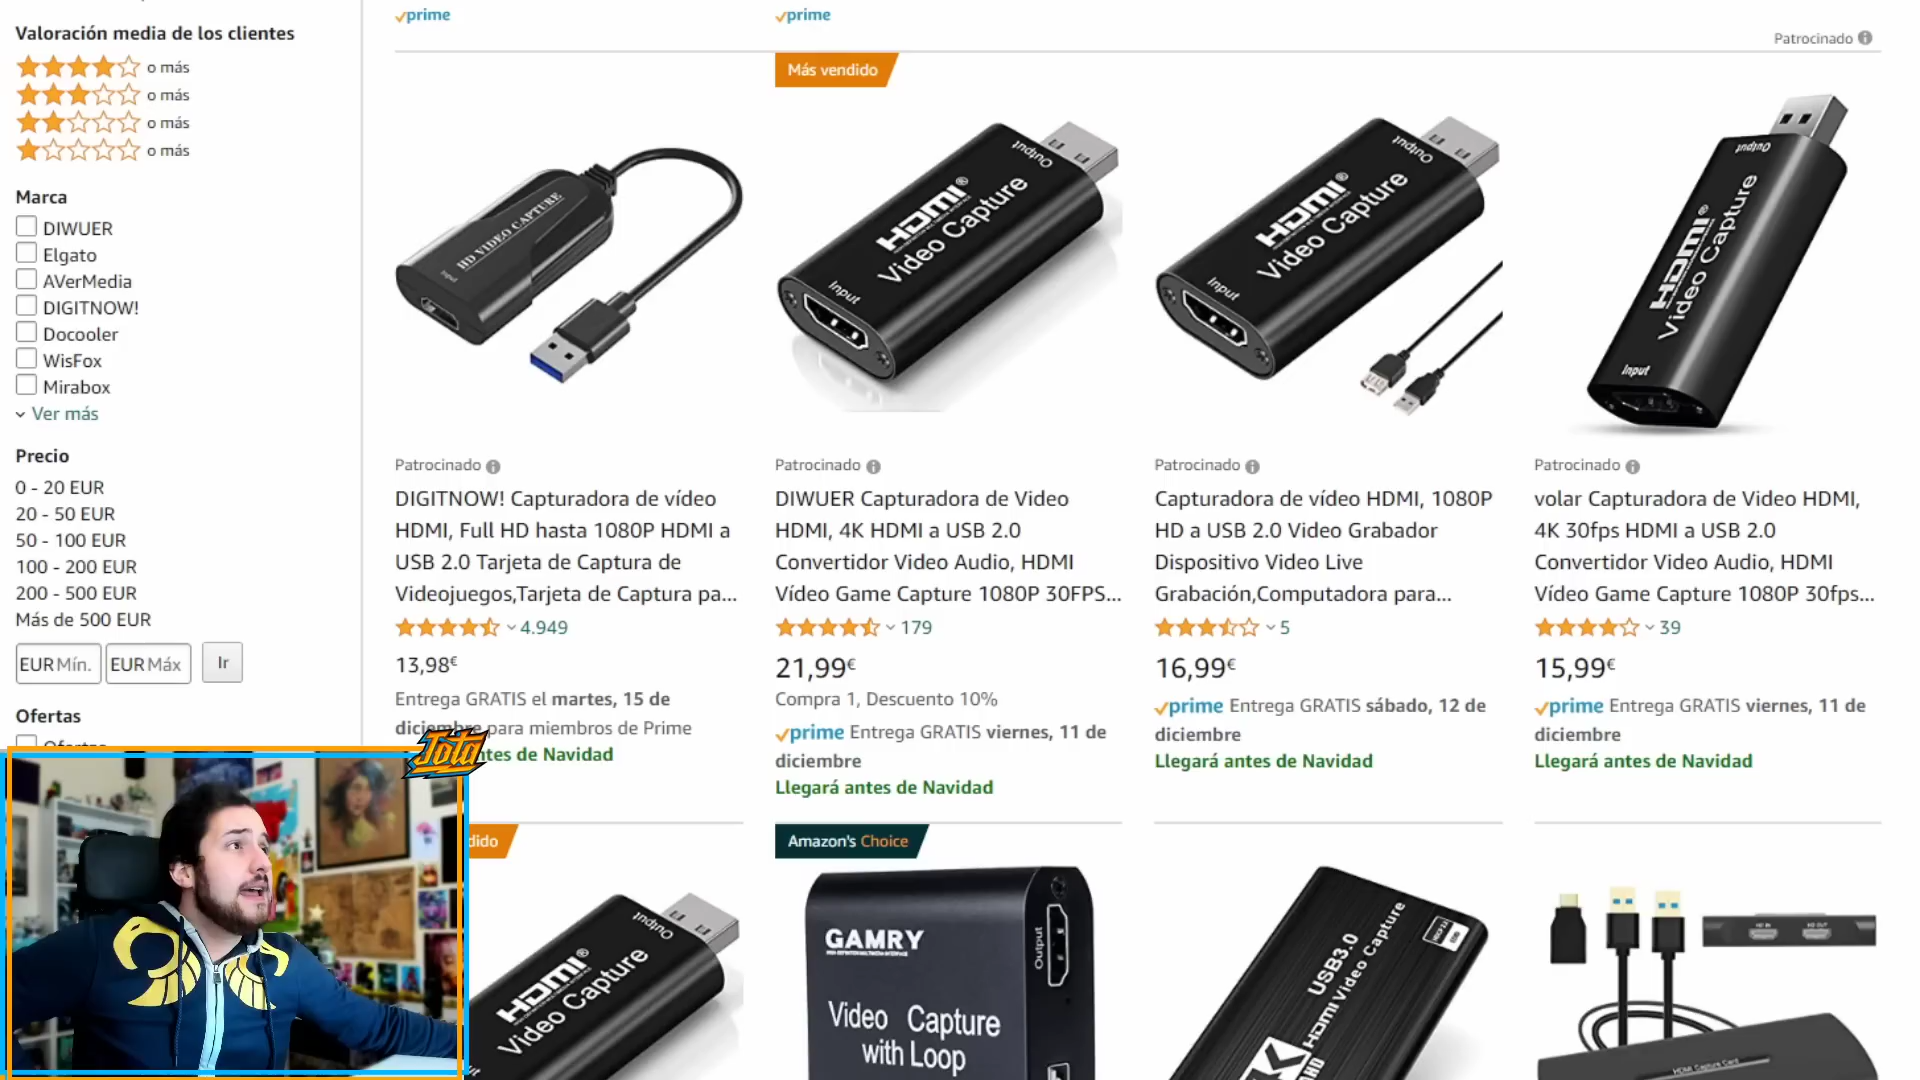 prime
prime
Patrocinado
Valoración media de los clientes
o más
o más
o más
o más
Marca
DIWUER
Elgato
AVerMedia
DIGITNOW!
Docooler
WisFox
Mirabox
Ver más
Precio
0 - 20 EUR
20 - 50 EUR
50 - 100 EUR
100 - 200 EUR
200 - 500 EUR
Más de 500 EUR
EUR Mín.
EUR Máx
Ir
Ofertas
Ofertas
HD VIDEO CAPTURE
Input
Patrocinado
DIGITNOW! Capturadora de vídeo
HDMI, Full HD hasta 1080P HDMI a
USB 2.0 Tarjeta de Captura de
Videojuegos,Tarjeta de Captura pa...
4.949
13,98€
Entrega GRATIS el martes, 15 de
diciembre para miembros de Prime
ntes de Navidad
Más vendido
Output
HDMI®
Video Capture
Input
Patrocinado
DIWUER Capturadora de Video
HDMI, 4K HDMI a USB 2.0
Convertidor Video Audio, HDMI
Vídeo Game Capture 1080P 30FPS...
179
21,99€
Compra 1, Descuento 10%
prime Entrega GRATIS viernes, 11 de
diciembre
Llegará antes de Navidad
Output
HDMI®
Video Capture
Input
Patrocinado
Capturadora de vídeo HDMI, 1080P
HD a USB 2.0 Video Grabador
Dispositivo Video Live
Grabación,Computadora para...
5
16,99€
prime Entrega GRATIS sábado, 12 de
diciembre
Llegará antes de Navidad
Output
HDMI®
Video Capture
Input
Patrocinado
volar Capturadora de Video HDMI,
4K 30fps HDMI a USB 2.0
Convertidor Video Audio, HDMI
Vídeo Game Capture 1080P 30fps...
39
15,99€
prime Entrega GRATIS viernes, 11 de
diciembre
Llegará antes de Navidad
Jota
dido
Output
HDMI®
Video Capture
Amazon's Choice
GAMRY
Output
Video Capture
with Loop
USB3.0
HDMI Video Capture
4K
HD IN
HD OUT
HDMI Capture Card